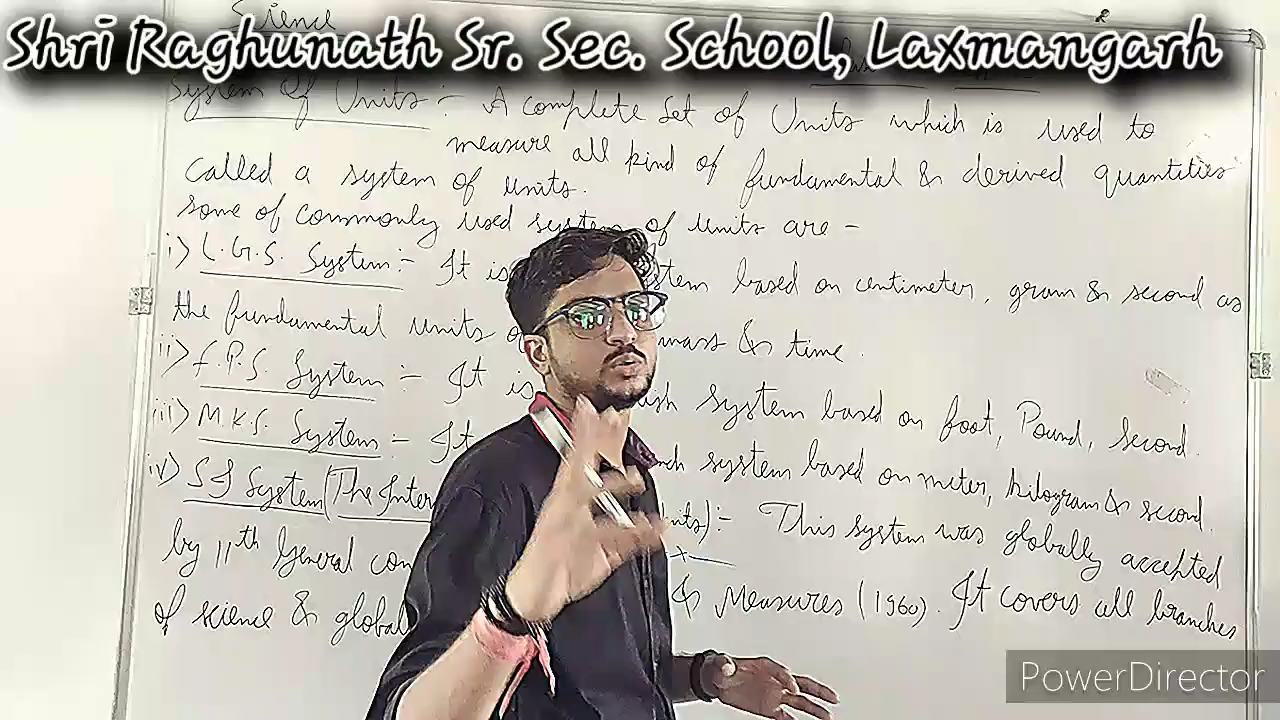 Science
Shri Raghunath Sr. Sec. School, Laxmangarh
System Of Units :- A complete set of Units which is used to
measure all kind of fundamental & derived quantities
called a system of units.
some of commonly used system of units are -
i) C.G.S. System:- It is system based on centimeter, gram & second as
the fundamental units of mass & time.
ii) F.P.S. System :- It is system based on foot, Pound, Second.
iii) M.K.S. System :- It system based on meter, kilogram & second.
iv) SI System (The :- This system was globally accepted
by 11th General & Measures (1960). It covers all branches
of science &
PowerDirector